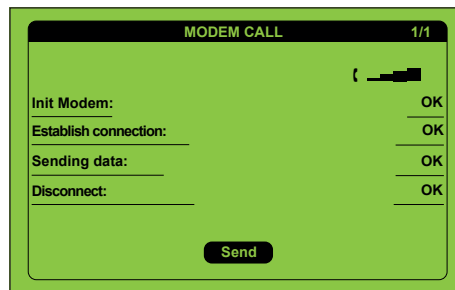 MODEM CALL 1/1
Init Modem: OK
Establish connection: OK
Sending data: OK
Disconnect: OK
Send